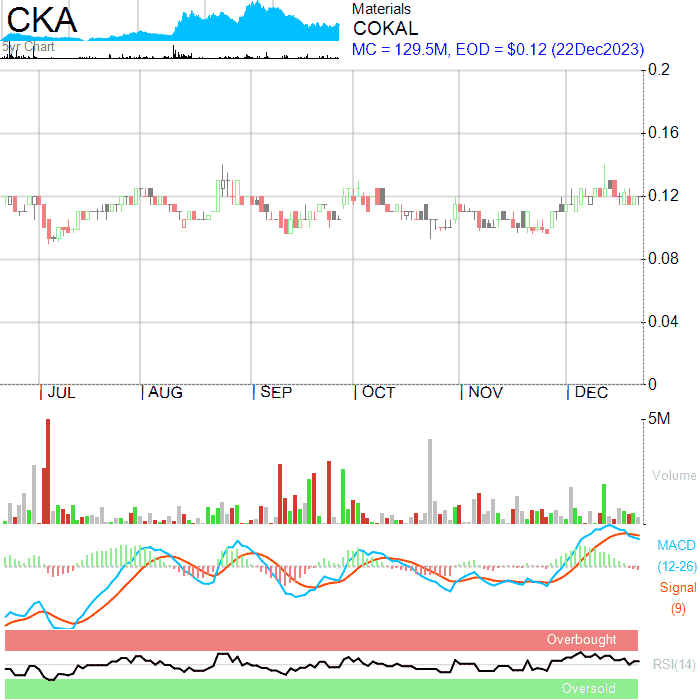 CKA
5yr Chart
Materials
COKAL
MC = 129.5M, EOD = $0.12 (22Dec2023)
0.2
0.16
0.12
0.08
0.04
0
JUL AUG SEP OCT NOV DEC
5M
Volume
MACD
(12-26)
Signal
(9)
Overbought
RSI(14)
Oversold